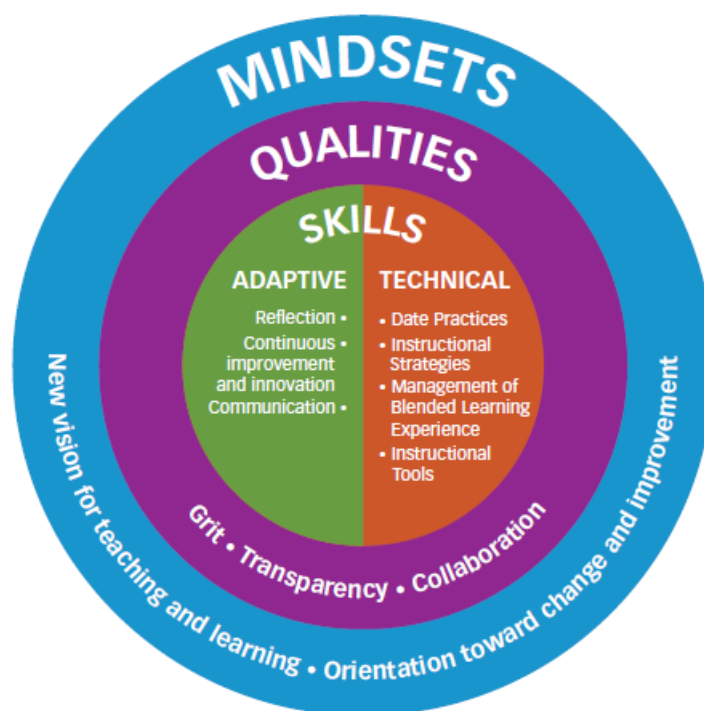 MINDSETS
QUALITIES
SKILLS
ADAPTIVE
Reflection •
Continuous •
improvement
and innovation
Communication •
TECHNICAL
• Date Practices
• Instructional
Strategies
• Management of
Blended Learning
Experience
• Instructional
Tools
Grit • Transparency • Collaboration
New vision for teaching and learning • Orientation toward change and improvement